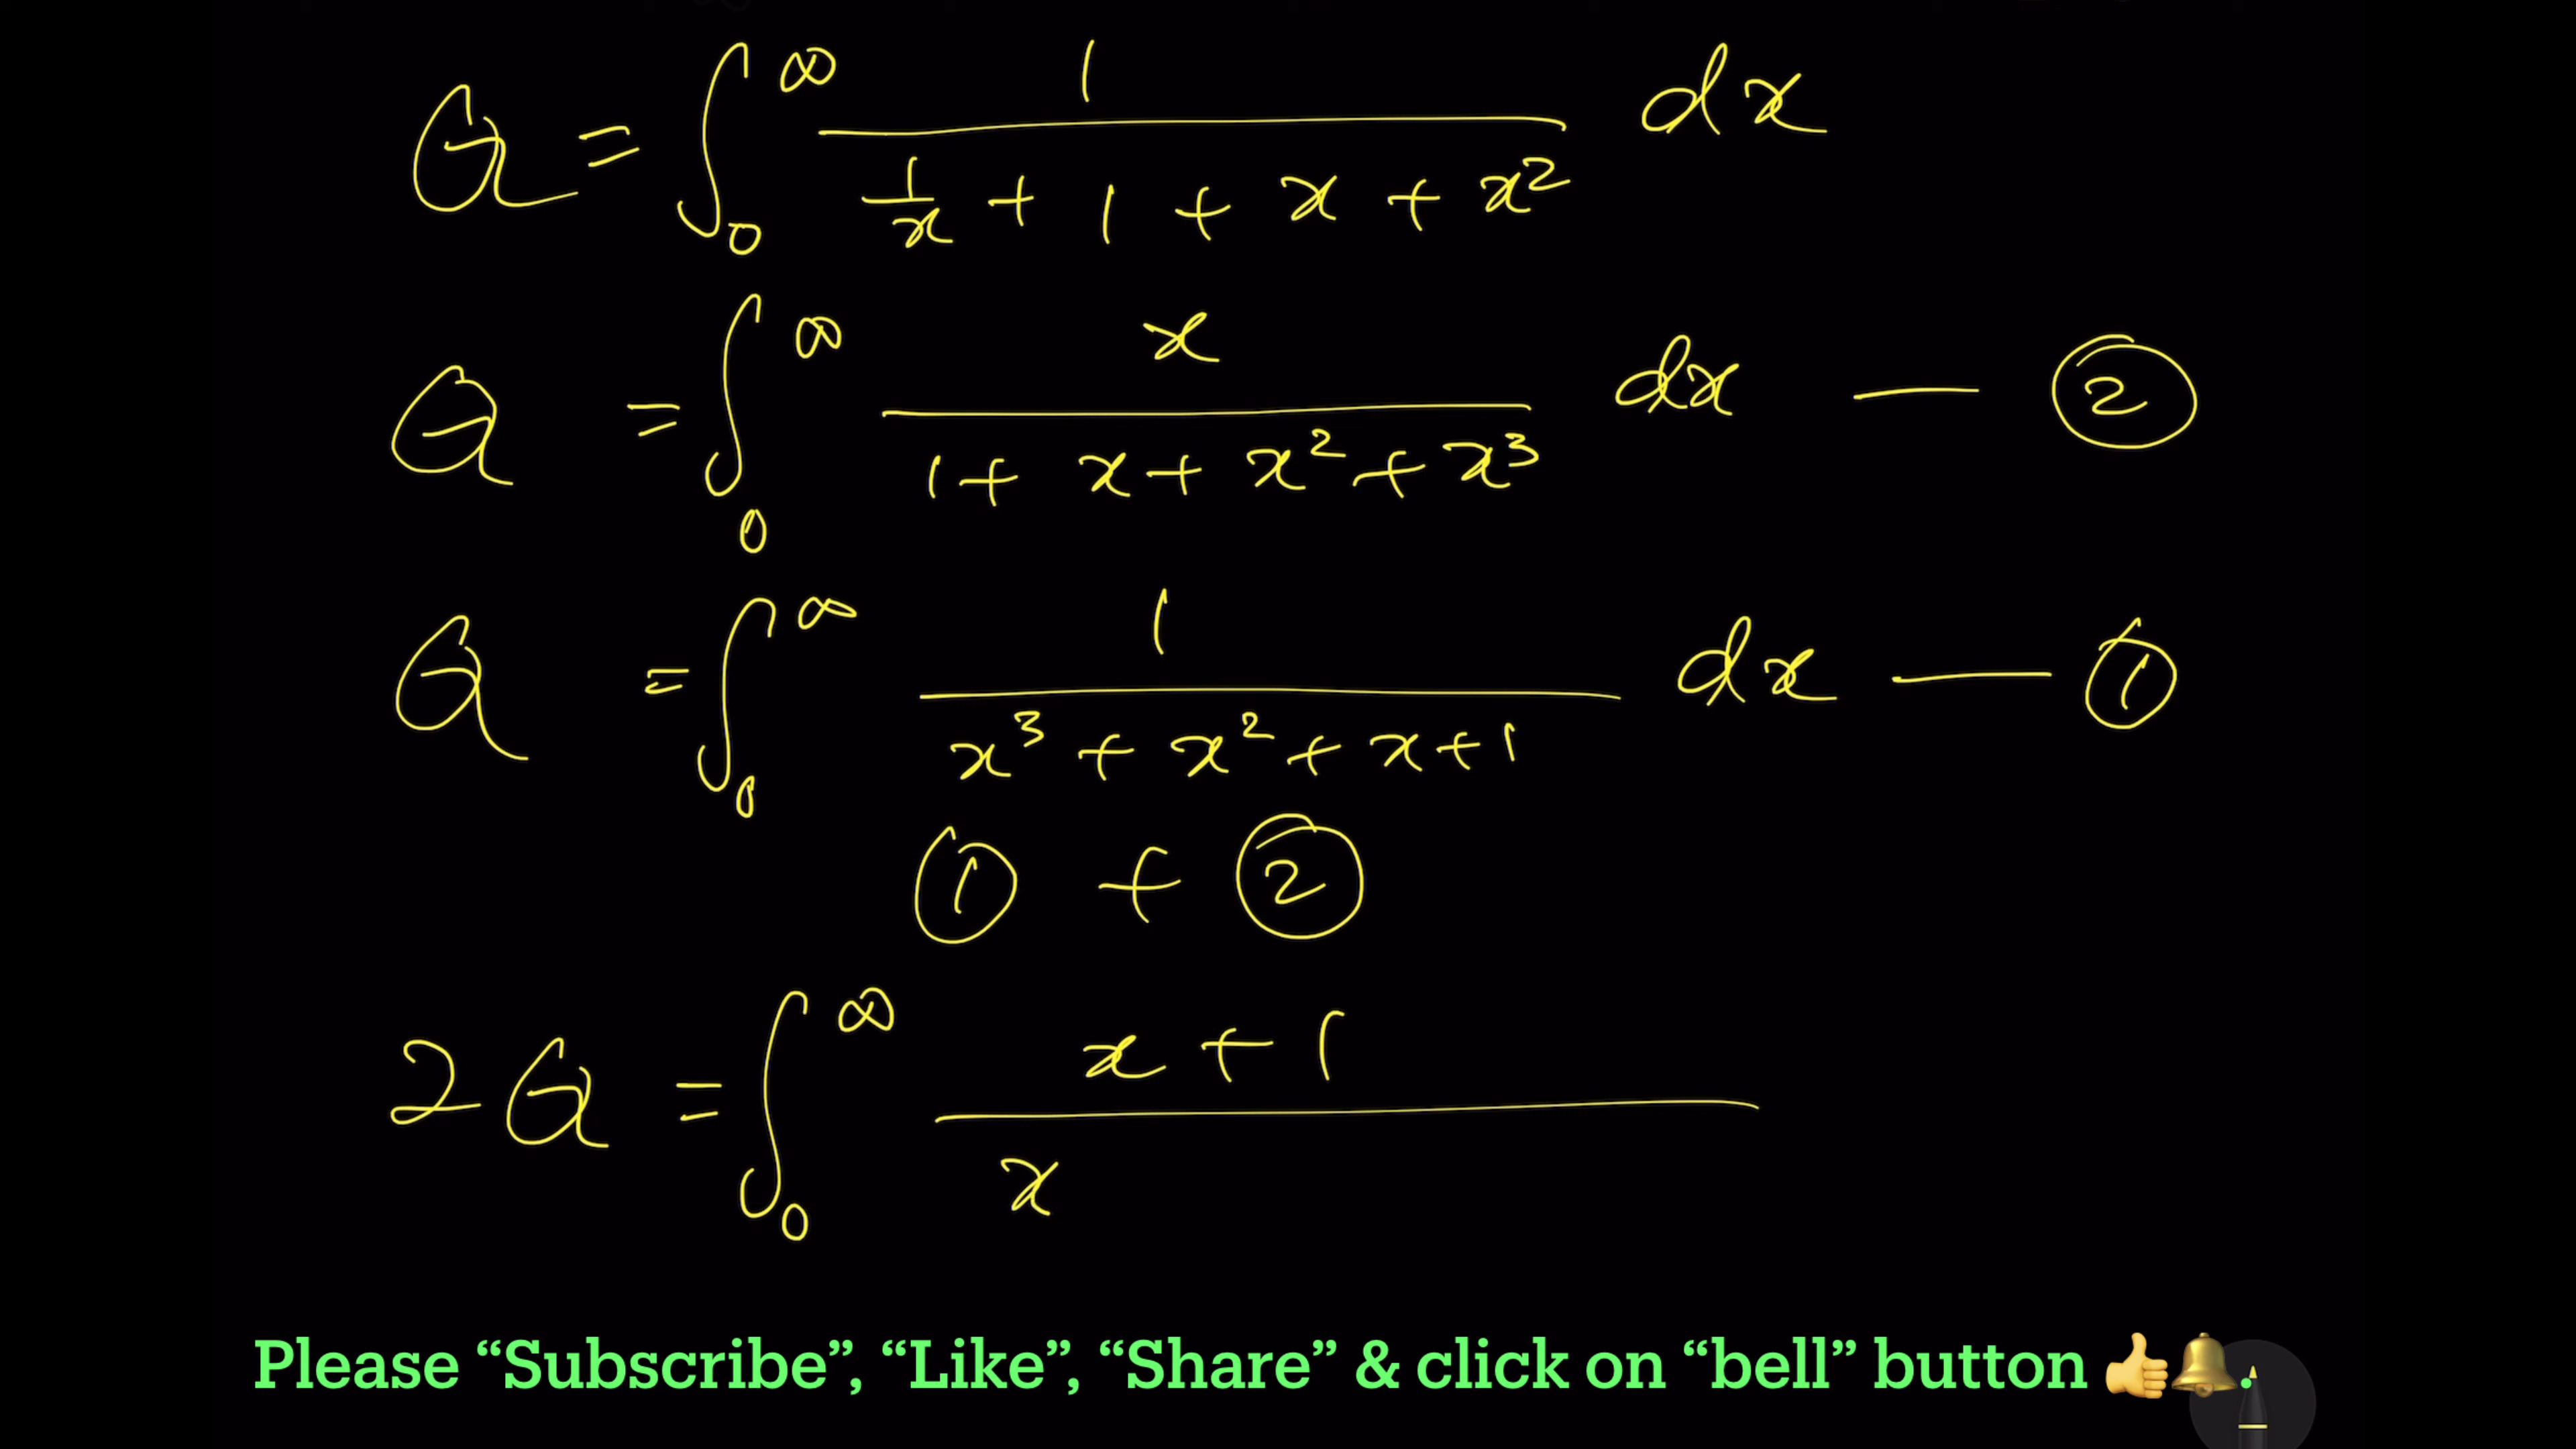 G = ∫₀^∞ 1 / (1/x + 1 + x + x²) dx
G = ∫₀^∞ x / (1 + x + x² + x³) dx — ②
G = ∫₀^∞ 1 / (x³ + x² + x + 1) dx — ①
① + ②
2G = ∫₀^∞ (x + 1) / x
Please “Subscribe”, “Like”, “Share” & click on “bell” button 👍🔔.